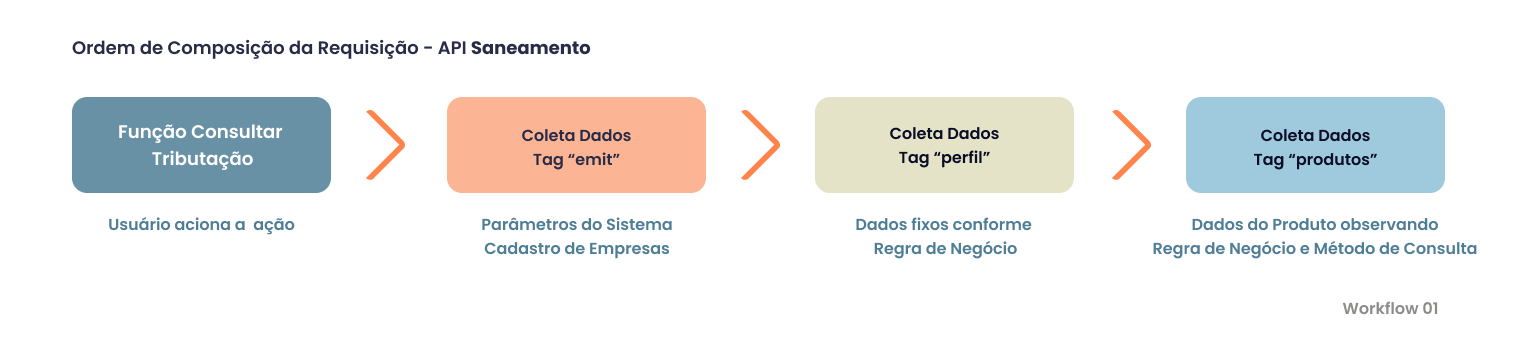 Ordem de Composição da Requisição - API Saneamento
Função Consultar
Tributação
Usuário aciona a  ação
Coleta Dados
Tag “emit”
Parâmetros do Sistema
Cadastro de Empresas
Coleta Dados
Tag “perfil”
Dados fixos conforme
Regra de Negócio
Coleta Dados
Tag “produtos”
Dados do Produto observando
Regra de Negócio e Método de Consulta
Workflow 01